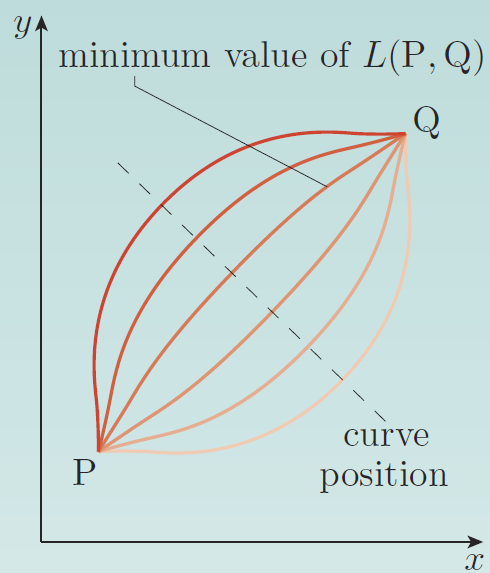 y
minimum value of L(P, Q)
Q
curve
position
P
x